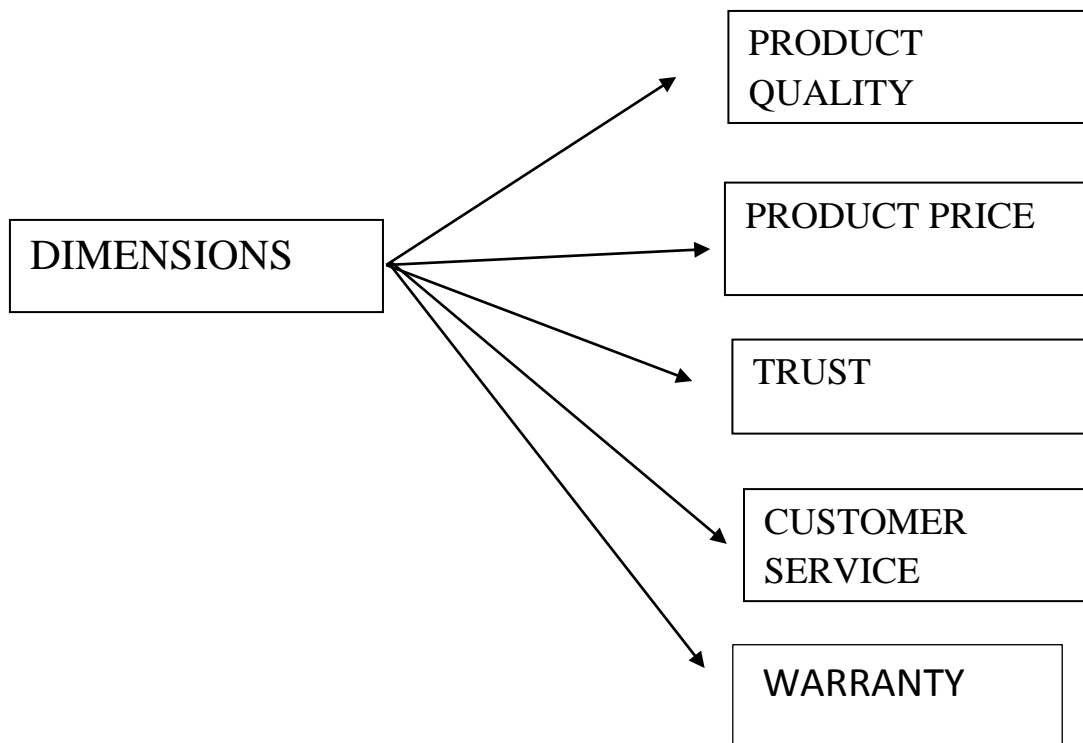 PRODUCT
QUALITY
PRODUCT PRICE
DIMENSIONS
TRUST
CUSTOMER
SERVICE
WARRANTY